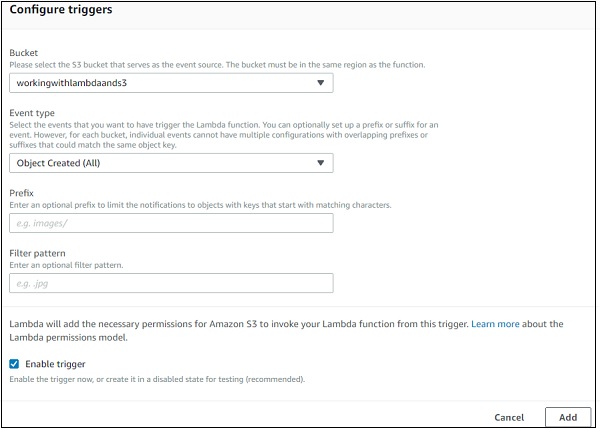 Configure triggers
Bucket
Please select the S3 bucket that serves as the event source. The bucket must be in the same region as the function.
workingwithlambdaands3
Event type
Select the events that you want to have trigger the Lambda function. You can optionally set up a prefix or suffix for an
event. However, for each bucket, individual events cannot have multiple configurations with overlapping prefixes or
suffixes that could match the same object key.
Object Created (All)
Prefix
Enter an optional prefix to limit the notifications to objects with keys that start with matching characters.
e.g. images/
Filter pattern
Enter an optional filter pattern.
e.g. .jpg
Lambda will add the necessary permissions for Amazon S3 to invoke your Lambda function from this trigger. Learn more about the
Lambda permissions model.
Enable trigger
Enable the trigger now, or create it in a disabled state for testing (recommended).
Cancel Add